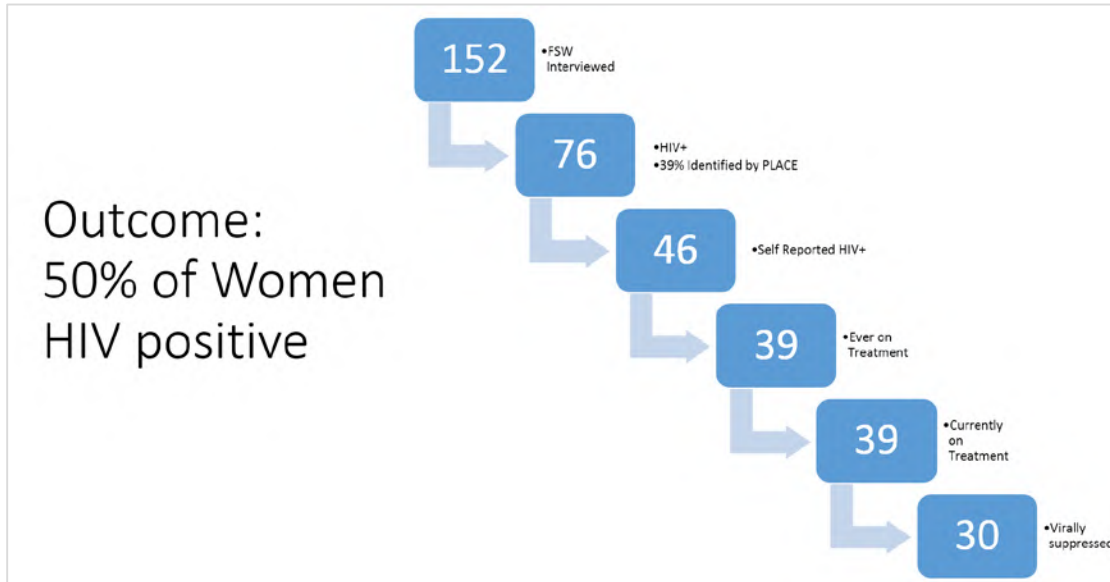 Outcome:
50% of Women
HIV positive
152
•FSW
Interviewed
76
•HIV+
•39% Identified by PLACE
46
•Self Reported HIV+
39
•Ever on
Treatment
39
•Currently
on
Treatment
30
•Virally
suppressed